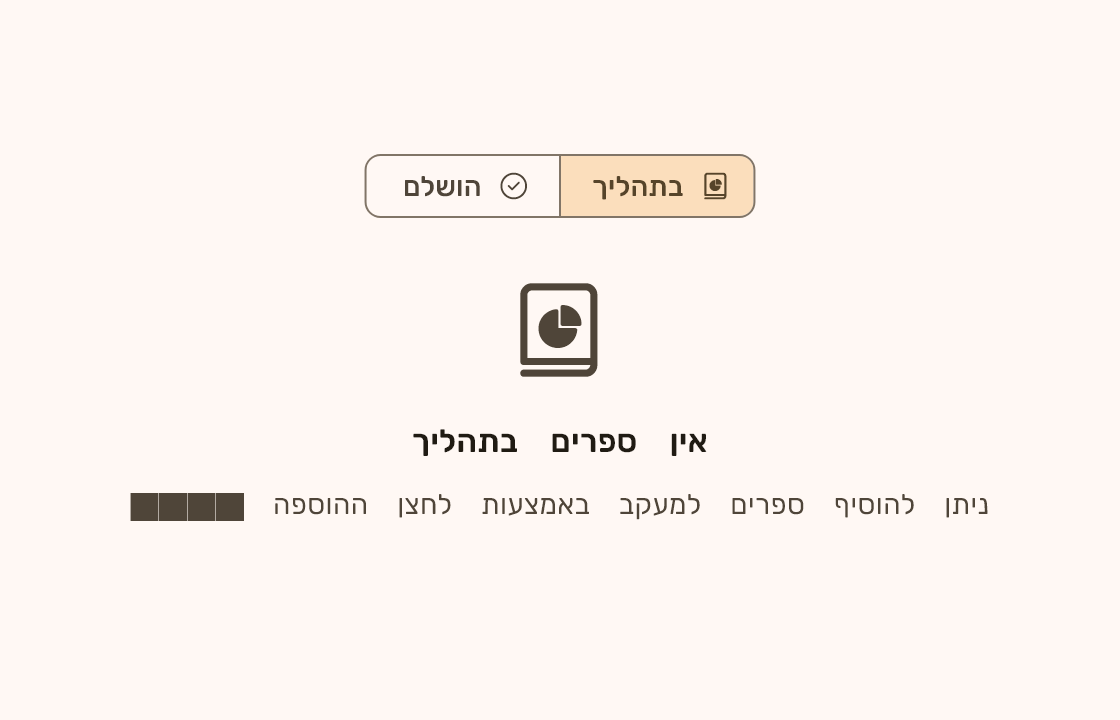 בתהליך
הושלם
אין ספרים בתהליך
ניתן להוסיף ספרים למעקב באמצעות לחצן ההוספה